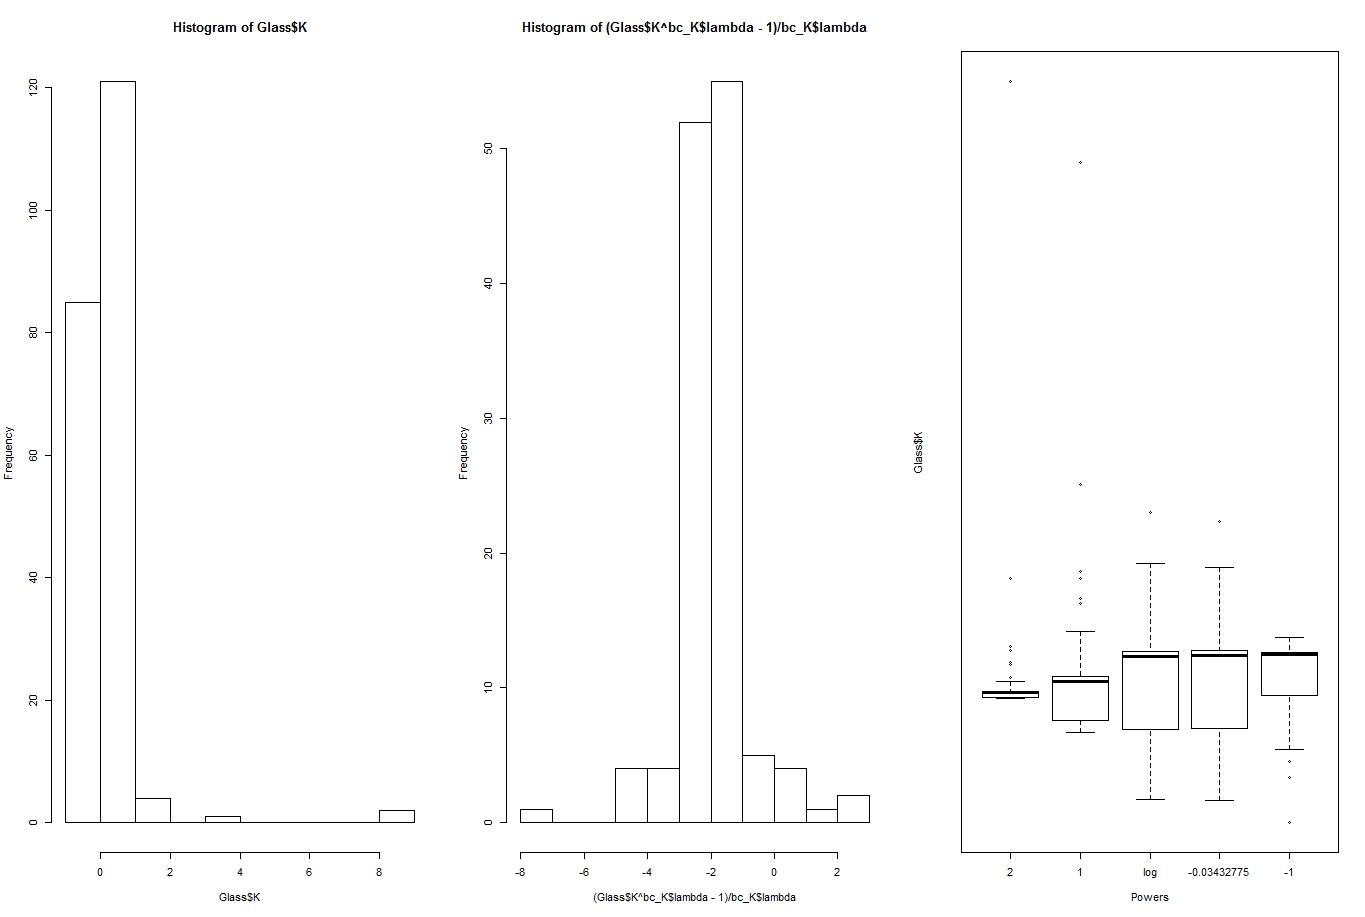 Histogram of Glass$K
Frequency
120
100
80
60
40
20
0
0 2 4 6 8
Glass$K
Histogram of (Glass$K^bc_K$lambda - 1)/bc_K$lambda
Frequency
50
40
30
20
10
0
-8 -6 -4 -2 0 2
(Glass$K^bc_K$lambda - 1)/bc_K$lambda
Glass$K
2 1 log -0.03432775 -1
Powers